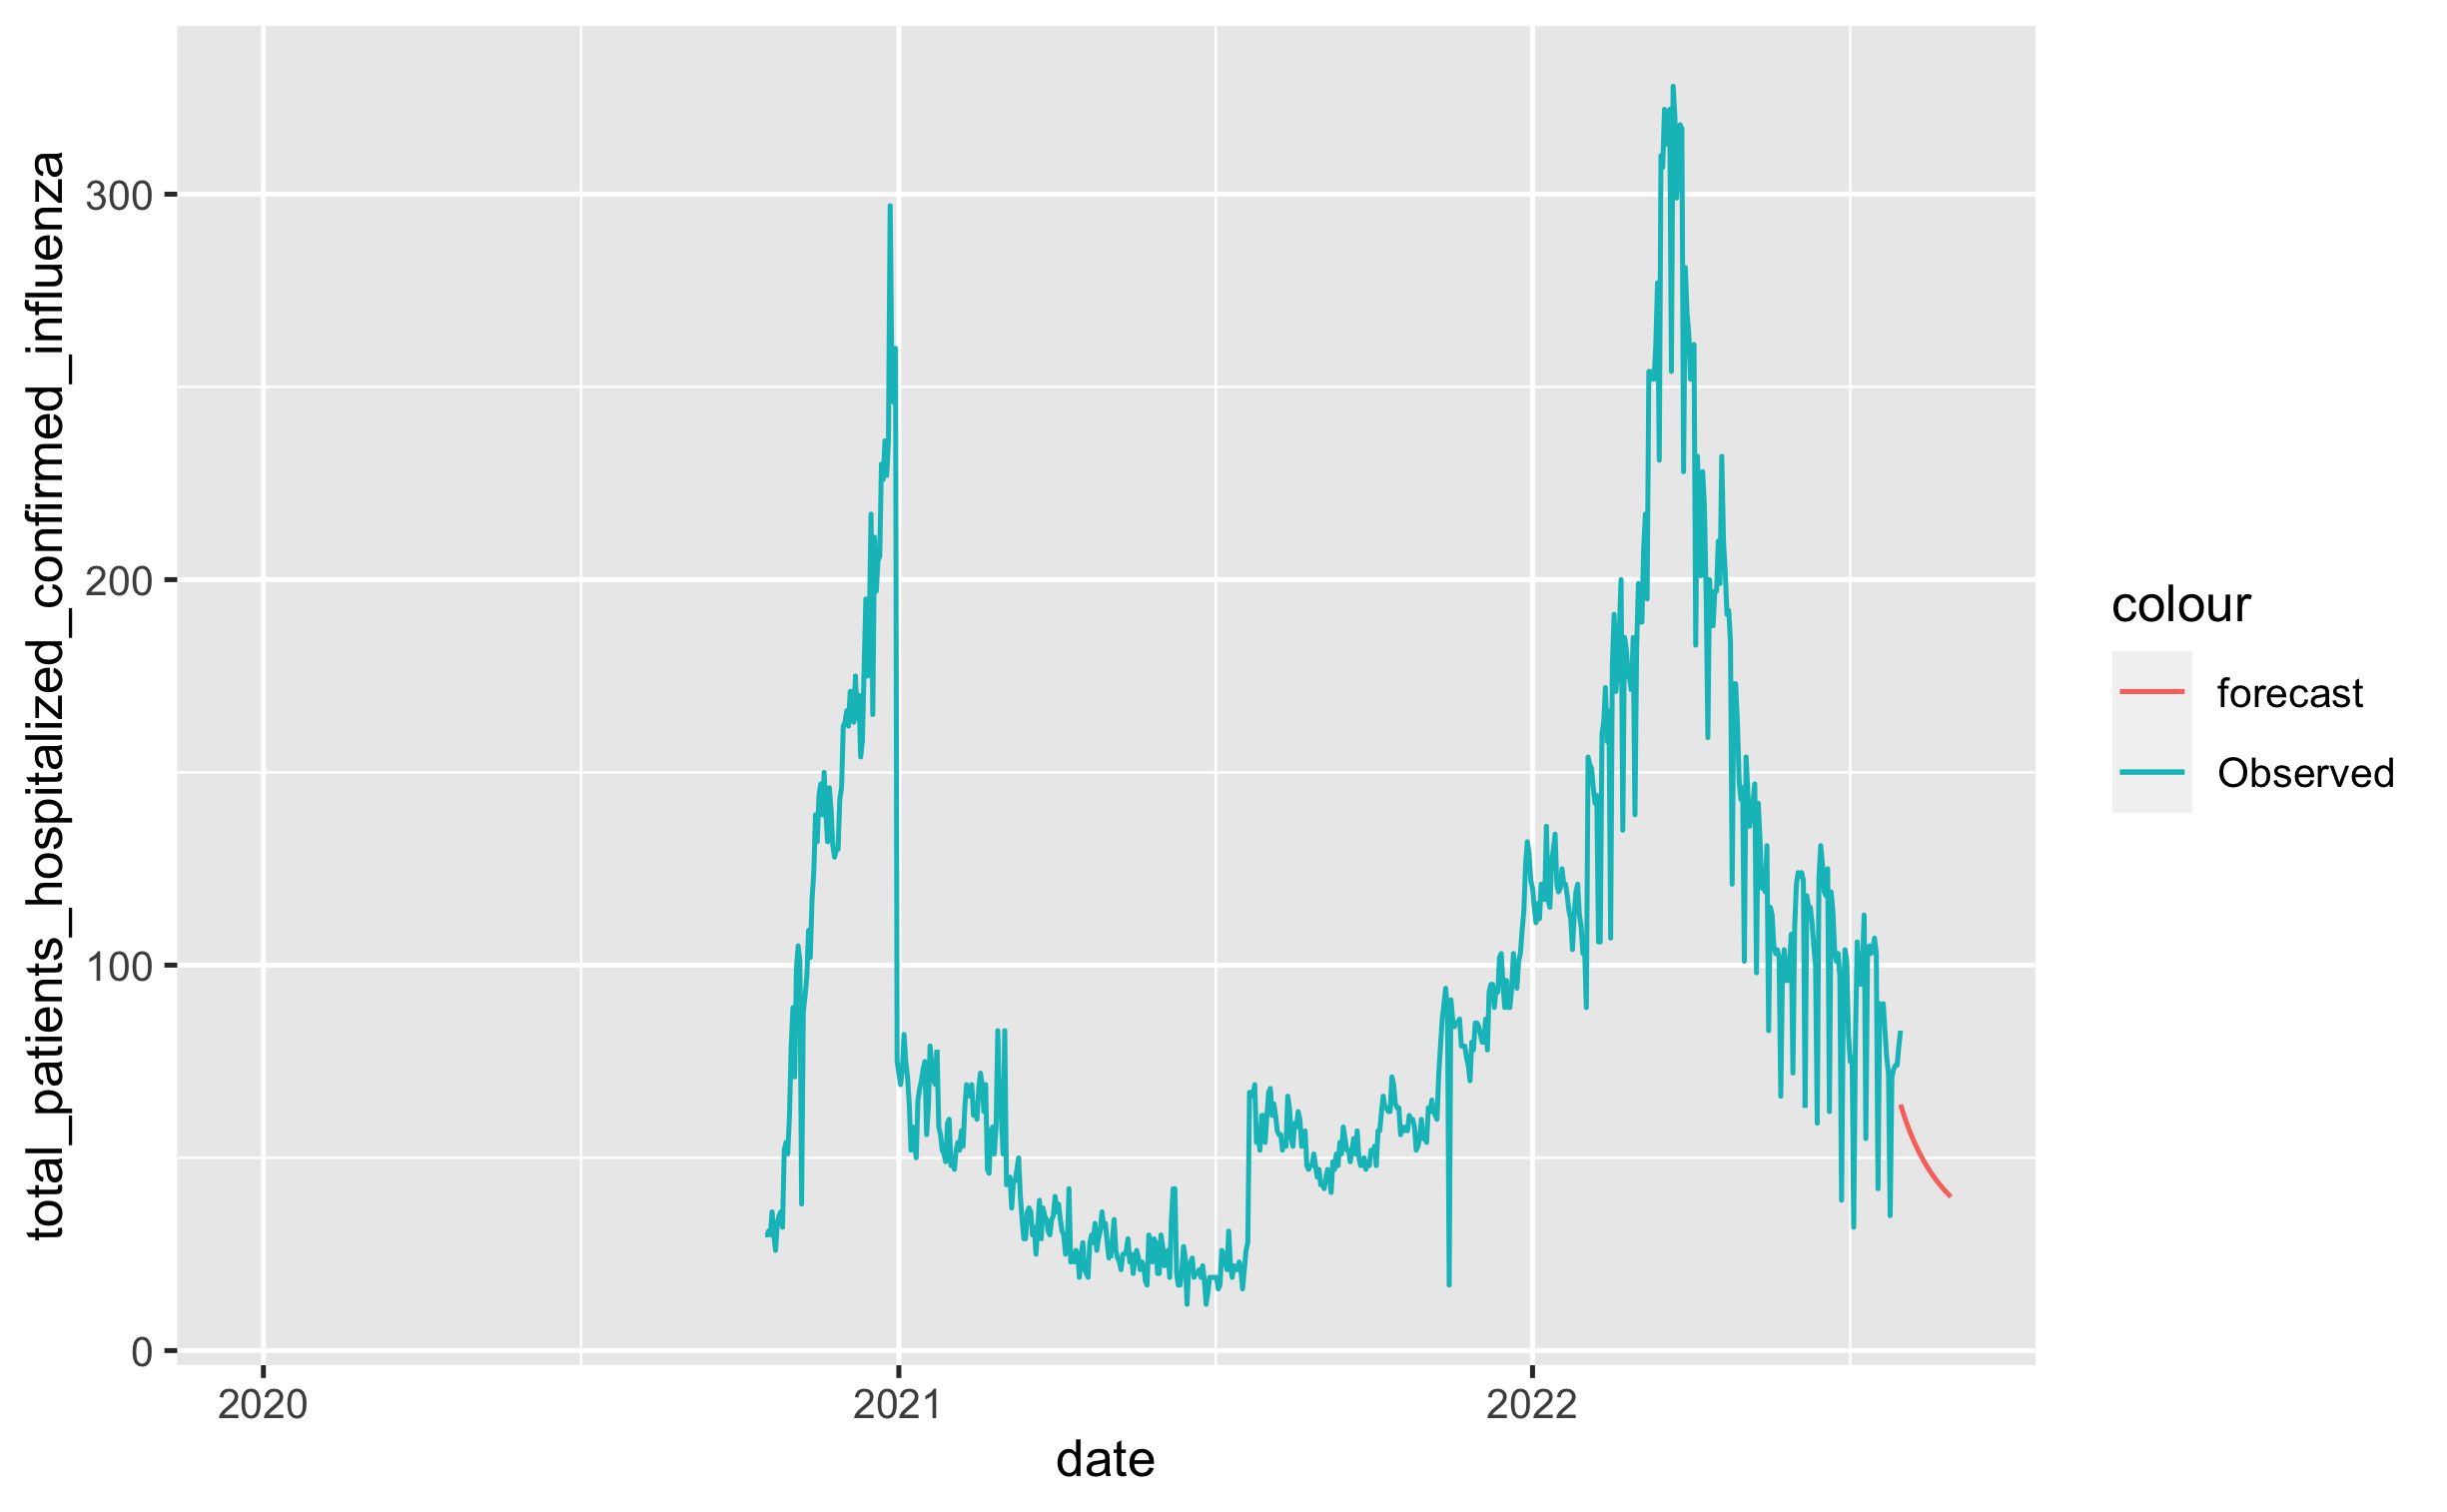 total_patients_hospitalized_confirmed_influenza
300
200
100
0
2020
2021
2022
date
colour
forecast
Observed